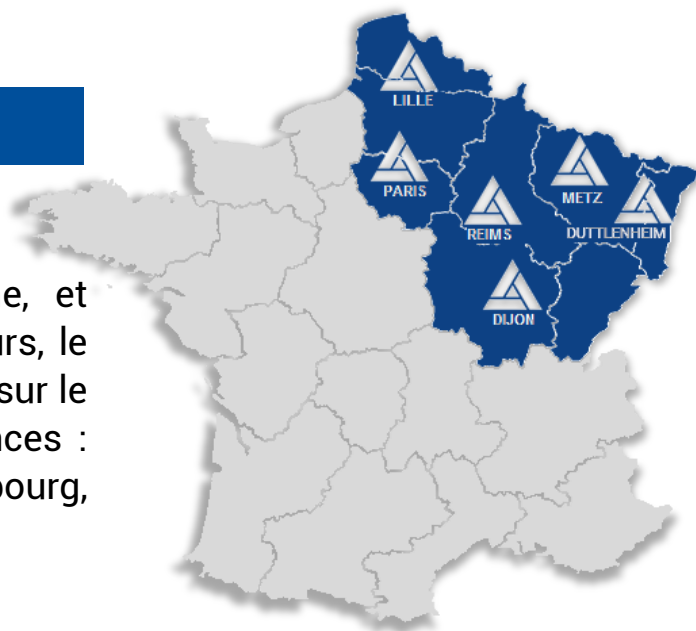 e, et
urs, le
sur le
nces :
bourg,
LILLE
PARIS
METZ
REIMS
DUTTLENHEIM
DIJON